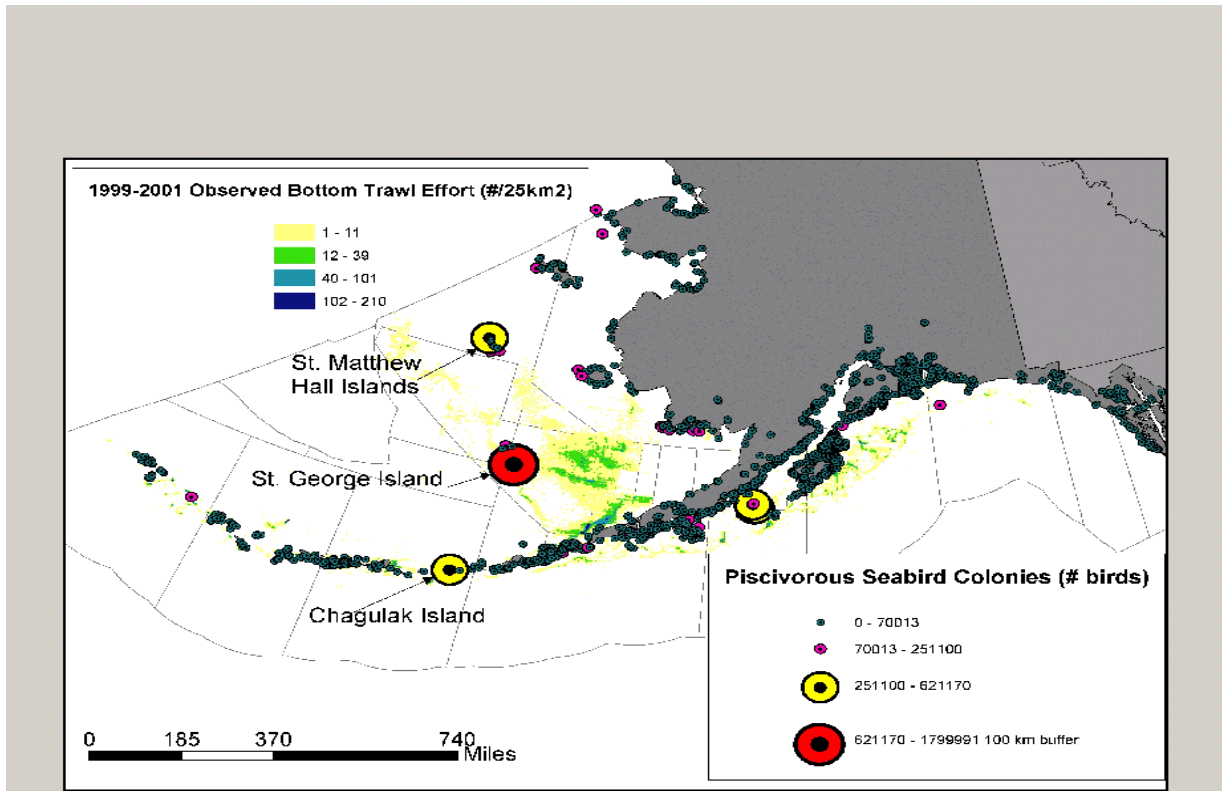 1999-2001 Observed Bottom Trawl Effort (#/25km2)
1 - 11
12 - 39
40 - 101
102 - 210
St. Matthew
Hall Islands
St. George Island
Chagulak Island
Piscivorous Seabird Colonies (# birds)
0 - 70013
70013 - 251100
251100 - 621170
621170 - 1799991 100 km buffer
0 185 370 740
Miles